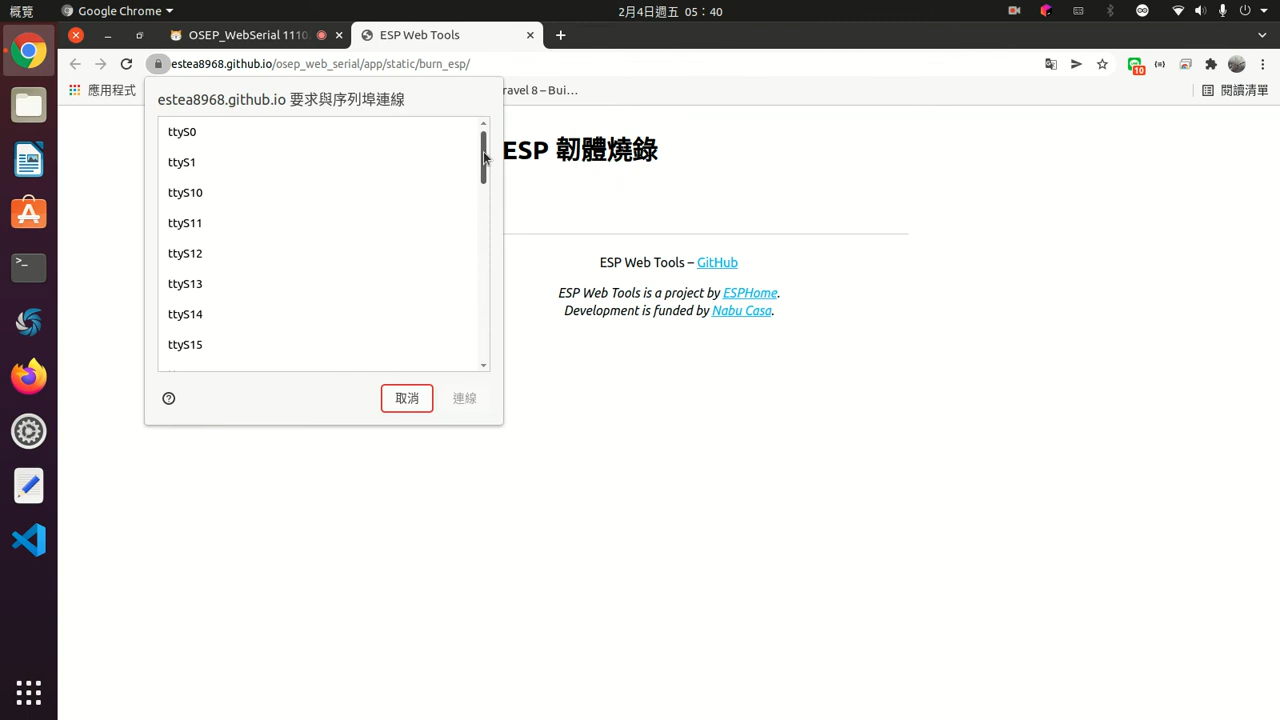 概覽
Google Chrome
2月4日週五 05：40
OSEP_WebSerial 1110
ESP Web Tools
estea8968.github.io/osep_web_serial/app/static/burn_esp/
10
應用程式
ravel 8 – Bui…
閱讀清單
estea8968.github.io 要求與序列埠連線
ttyS0
ttyS1
ttyS10
ttyS11
ttyS12
ttyS13
ttyS14
ttyS15
取消
連線
ESP 韌體燒錄
ESP Web Tools – GitHub
ESP Web Tools is a project by ESPHome.
Development is funded by Nabu Casa.